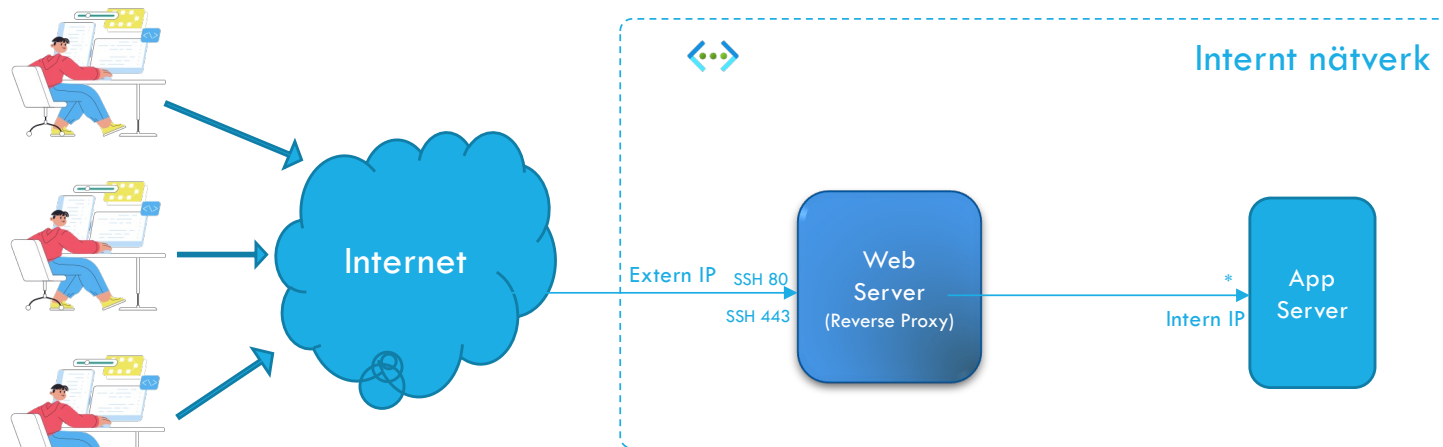 Internt nätverk
Internet
Extern IP
SSH 80
SSH 443
Web
Server
(Reverse Proxy)
*
Intern IP
App
Server